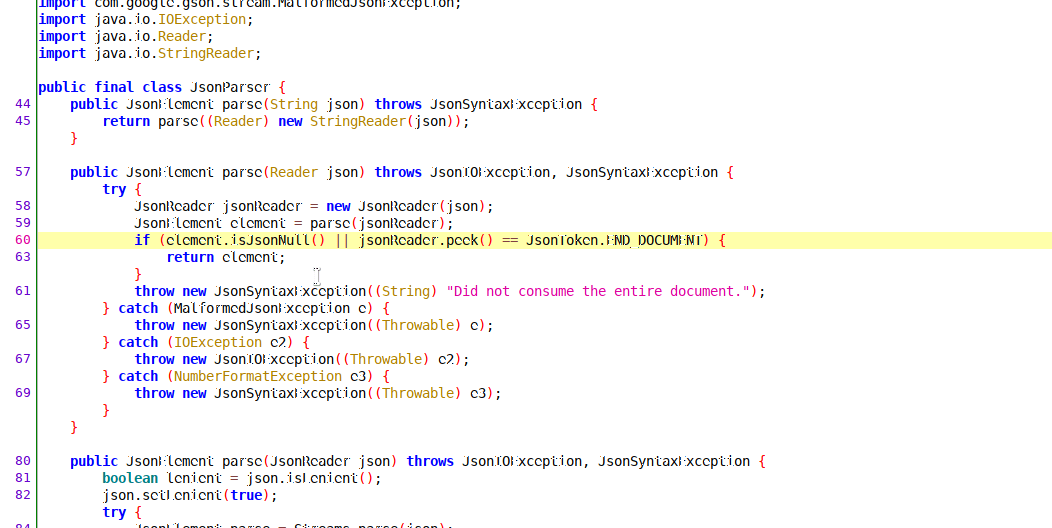 import com.google.gson.stream.MalformedJsonException;
import java.io.IOException;
import java.io.Reader;
import java.io.StringReader;
public final class JsonParser {
44 public JsonElement parse(String json) throws JsonSyntaxException {
45 return parse((Reader) new StringReader(json));
}
57 public JsonElement parse(Reader json) throws JsonIOException, JsonSyntaxException {
try {
58 JsonReader jsonReader = new JsonReader(json);
59 JsonElement element = parse(jsonReader);
60 if (element.isJsonNull() || jsonReader.peek() == JsonToken.END_DOCUMENT) {
63 return element;
}
61 throw new JsonSyntaxException((String) "Did not consume the entire document.");
} catch (MalformedJsonException e) {
65 throw new JsonSyntaxException((Throwable) e);
} catch (IOException e2) {
67 throw new JsonIOException((Throwable) e2);
} catch (NumberFormatException e3) {
69 throw new JsonSyntaxException((Throwable) e3);
}
}
80 public JsonElement parse(JsonReader json) throws JsonIOException, JsonSyntaxException {
81 boolean lenient = json.isLenient();
82 json.setLenient(true);
try {
84 JsonElement parse = Streams.parse(json);